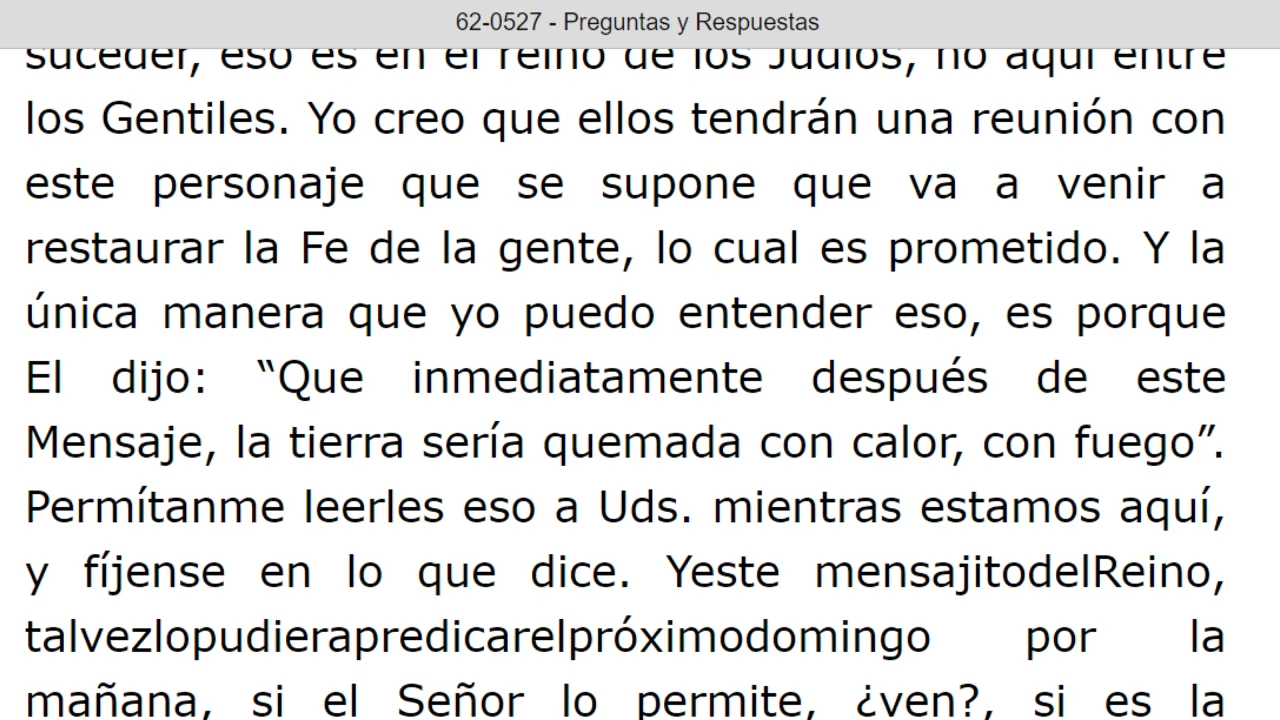 62-0527 - Preguntas y Respuestas
suceder, eso es en el reino de los Judíos, no aquí entre
los Gentiles. Yo creo que ellos tendrán una reunión con
este personaje que se supone que va a venir a
restaurar la Fe de la gente, lo cual es prometido. Y la
única manera que yo puedo entender eso, es porque
El dijo: “Que inmediatamente después de este
Mensaje, la tierra sería quemada con calor, con fuego”.
Permítanme leerles eso a Uds. mientras estamos aquí,
y fíjense en lo que dice. Yeste mensajitodelReino,
talvezlopudierapredicarelpróximodomingo por la
mañana, si el Señor lo permite, ¿ven?, si es la